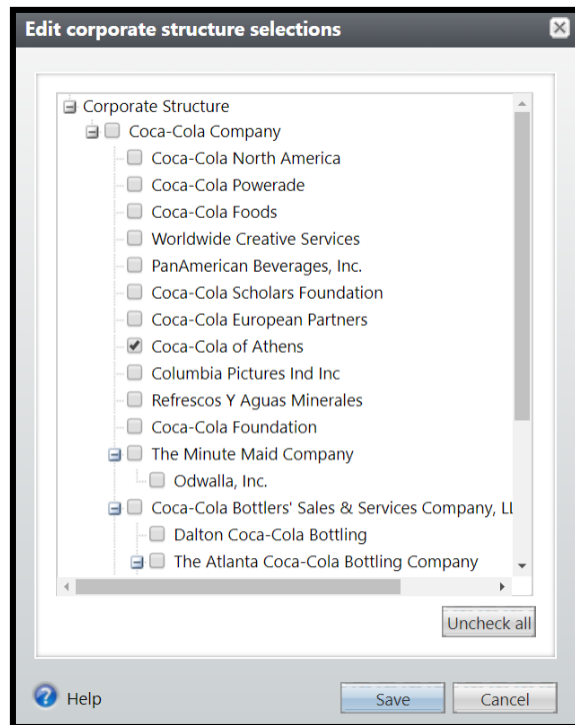 Edit corporate structure selections
Corporate Structure
Coca-Cola Company
Coca-Cola North America
Coca-Cola Powerade
Coca-Cola Foods
Worldwide Creative Services
PanAmerican Beverages, Inc.
Coca-Cola Scholars Foundation
Coca-Cola European Partners
Coca-Cola of Athens
Columbia Pictures Ind Inc
Refrescos Y Aguas Minerales
Coca-Cola Foundation
The Minute Maid Company
Odwalla, Inc.
Coca-Cola Bottlers' Sales & Services Company, LL
Dalton Coca-Cola Bottling
The Atlanta Coca-Cola Bottling Company
Uncheck all
? Help Save Cancel